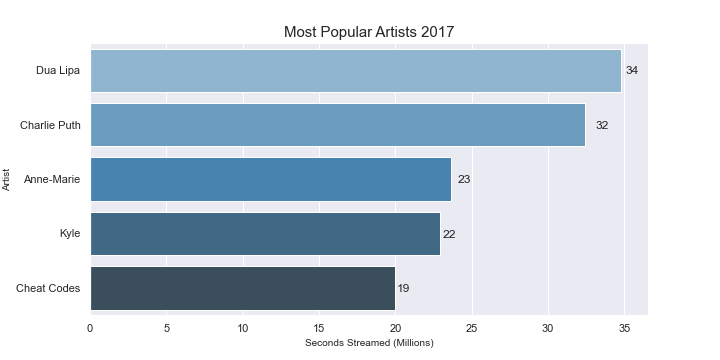 Most Popular Artists 2017
Artist
Dua Lipa 34
Charlie Puth 32
Anne-Marie 23
Kyle 22
Cheat Codes 19
0 5 10 15 20 25 30 35
Seconds Streamed (Millions)